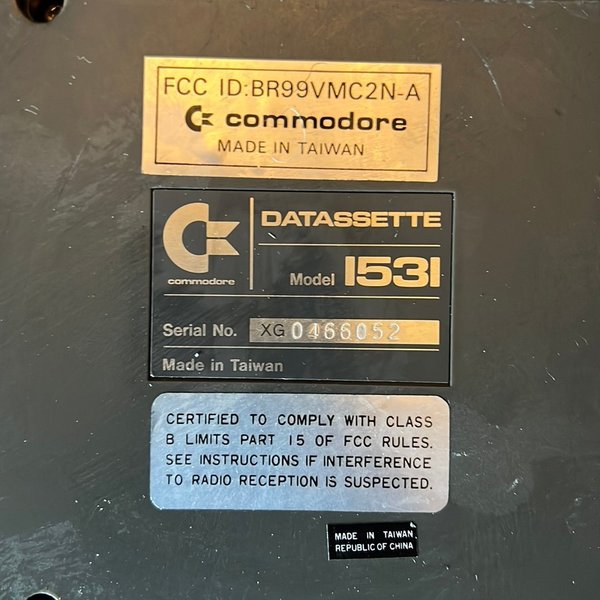 FCC ID:BR99VMC2N-A
commodore
MADE IN TAIWAN
commodore
DATASSETTE
Model 1531
Serial No. XG 0466052
Made in Taiwan
CERTIFIED TO COMPLY WITH CLASS
B LIMITS PART 15 OF FCC RULES.
SEE INSTRUCTIONS IF INTERFERENCE
TO RADIO RECEPTION IS SUSPECTED.
MADE IN TAIWAN
REPUBLIC OF CHINA